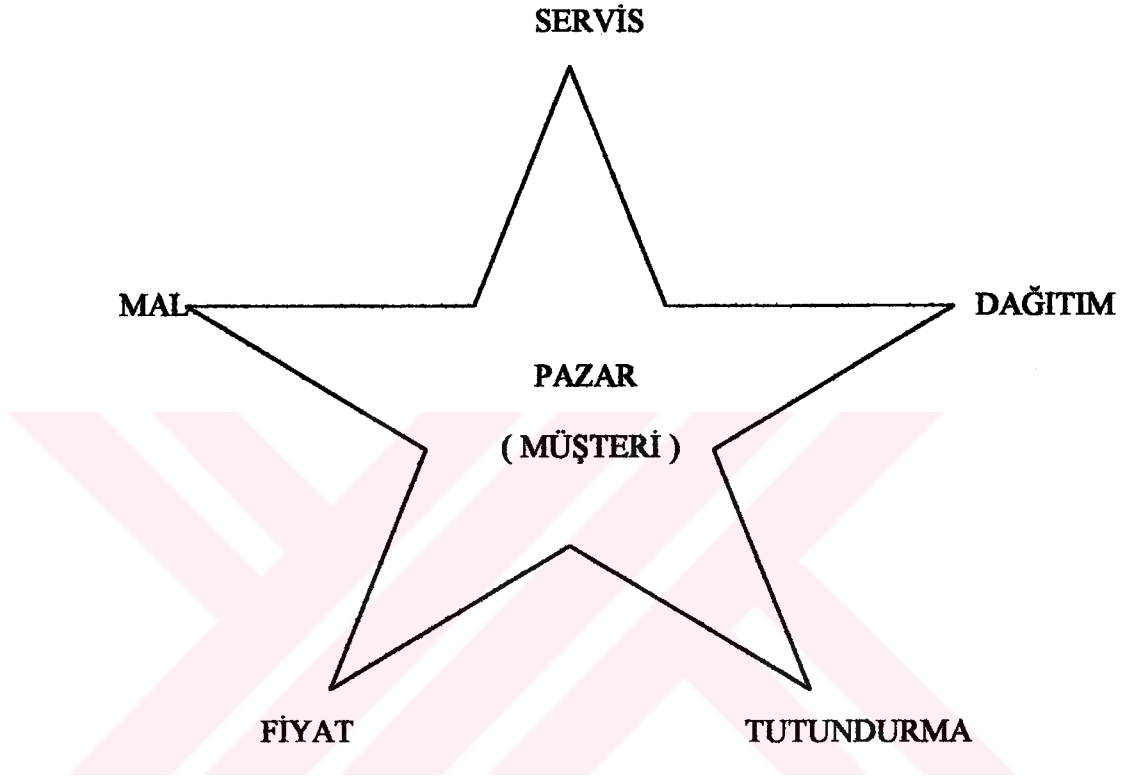 SERVİS
MAL
DAĞITIM
PAZAR
( MÜŞTERİ )
FİYAT
TUTUNDURMA